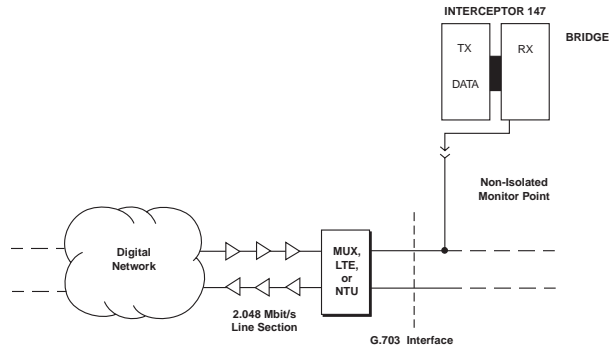 INTERCEPTOR 147
TX
RX
BRIDGE
DATA
Non-Isolated
Monitor Point
Digital
Network
MUX,
LTE,
or
NTU
2.048 Mbit/s
Line Section
G.703 Interface